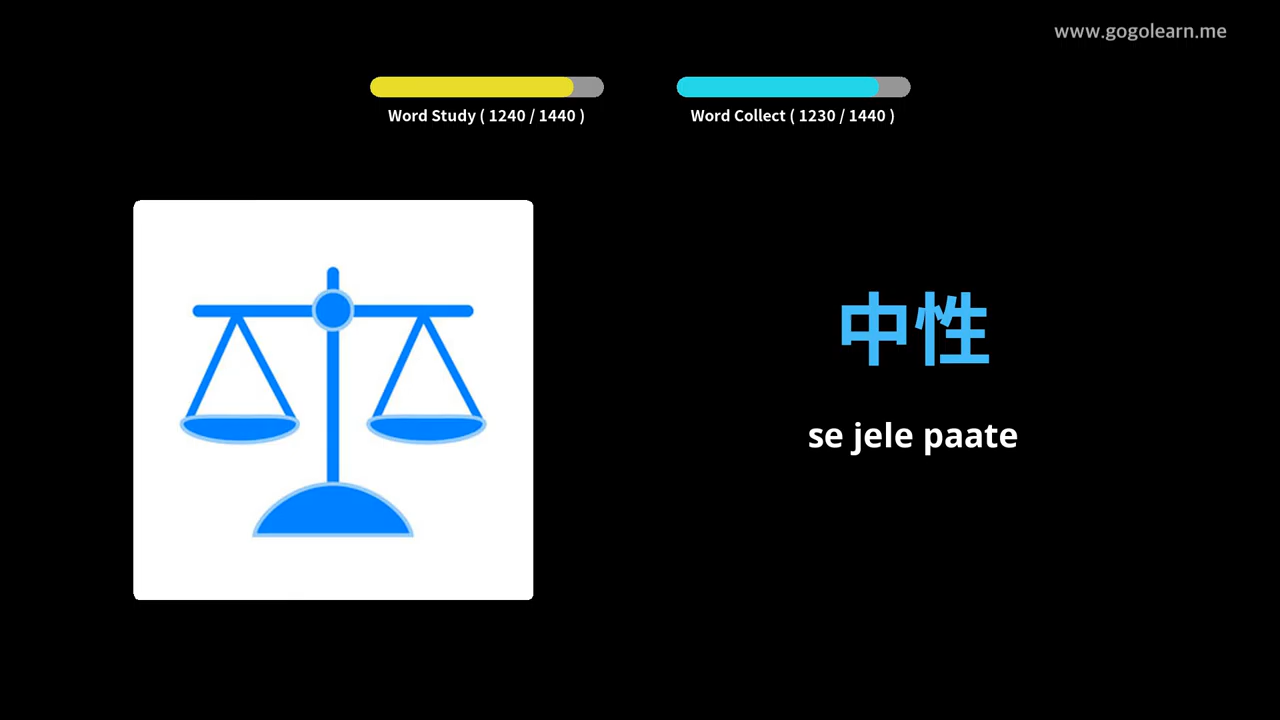 www.gogolearn.me
Word Study ( 1240 / 1440 )
Word Collect ( 1230 / 1440 )
中性
se jele paate